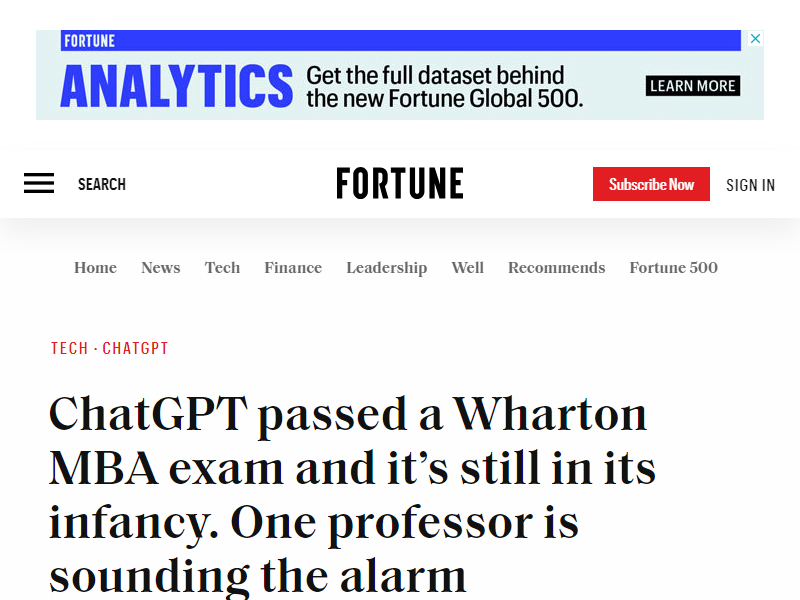 FORTUNE
ANALYTICS
Get the full dataset behind
the new Fortune Global 500.
LEARN MORE
SEARCH
FORTUNE
Subscribe Now
SIGN IN
Home News Tech Finance Leadership Well Recommends Fortune 500
TECH · CHATGPT
ChatGPT passed a Wharton
MBA exam and it’s still in its
infancy. One professor is
sounding the alarm